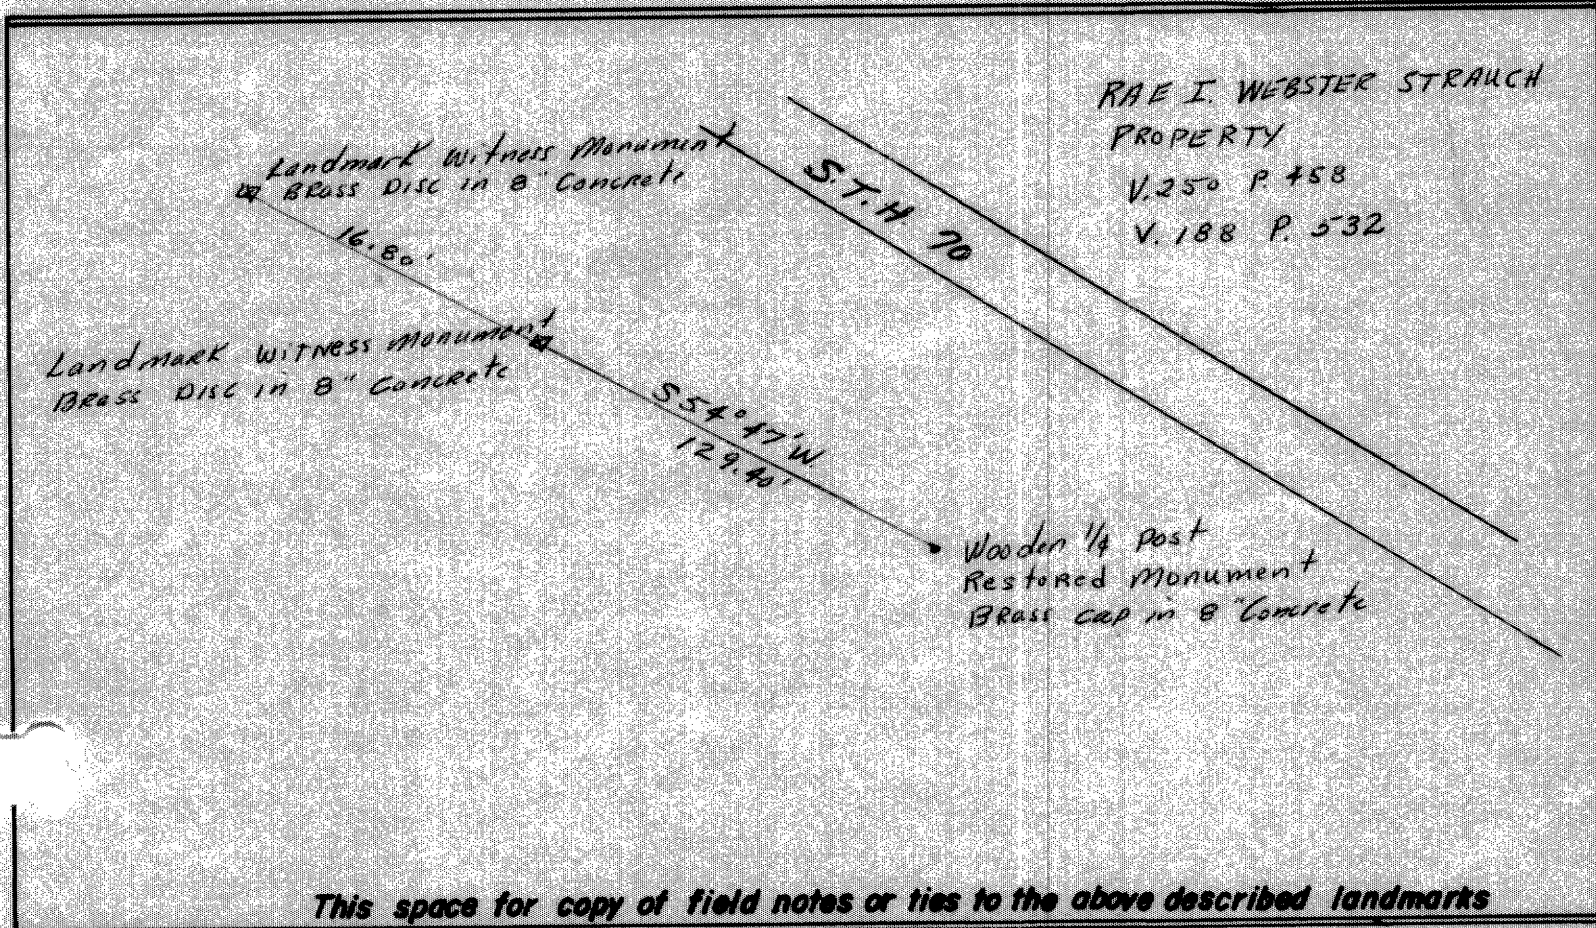 RAE I. WEBSTER STRAUCH
PROPERTY
V. 250 P. 458
V. 188 P. 532
Landmark Witness Monument
Brass Disc in 8" Concrete
S.T.H. 70
16.80'
Landmark Witness Monument
Brass Disc in 8" Concrete
S 54° 47' W.
129.40'
Wooden 1/4 Post
Restored Monument
Brass cap in 8" Concrete
This space for copy of field notes or ties to the above described landmarks